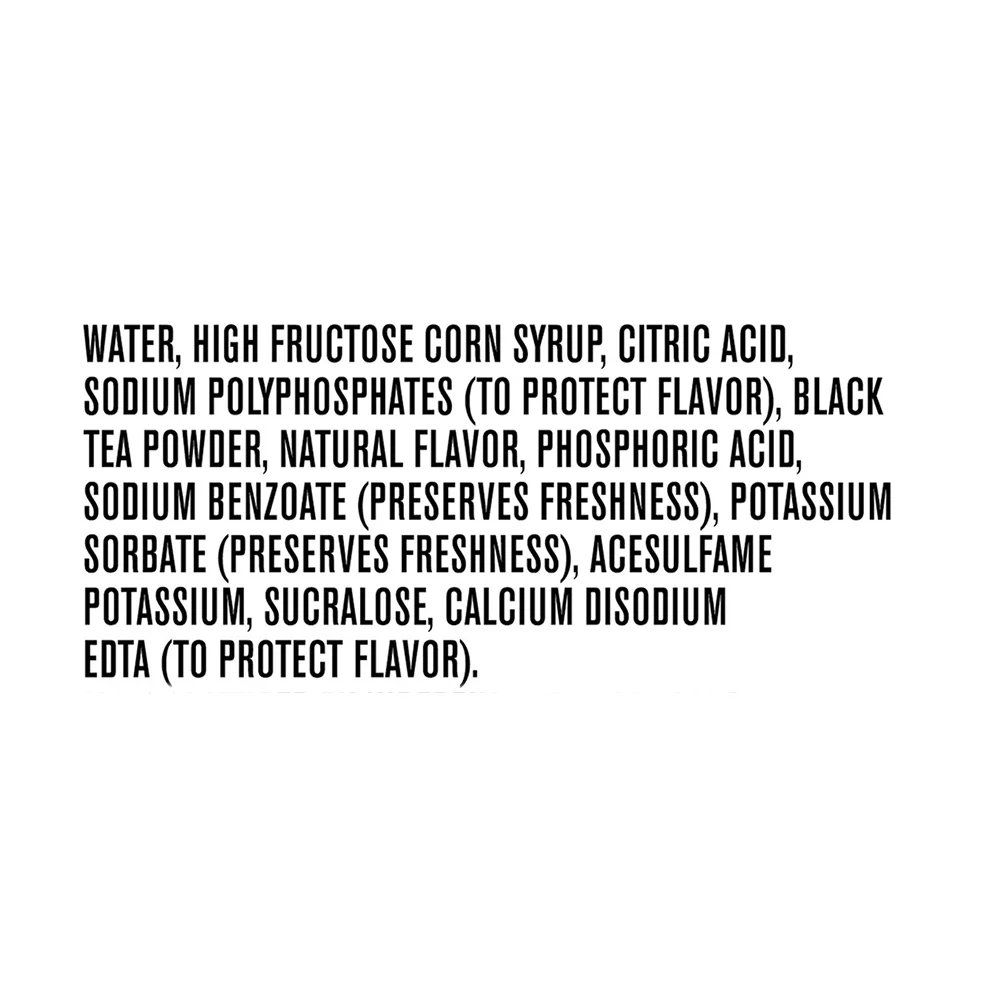 WATER, HIGH FRUCTOSE CORN SYRUP, CITRIC ACID,
SODIUM POLYPHOSPHATES (TO PROTECT FLAVOR), BLACK
TEA POWDER, NATURAL FLAVOR, PHOSPHORIC ACID,
SODIUM BENZOATE (PRESERVES FRESHNESS), POTASSIUM
SORBATE (PRESERVES FRESHNESS), ACESULFAME
POTASSIUM, SUCRALOSE, CALCIUM DISODIUM
EDTA (TO PROTECT FLAVOR).